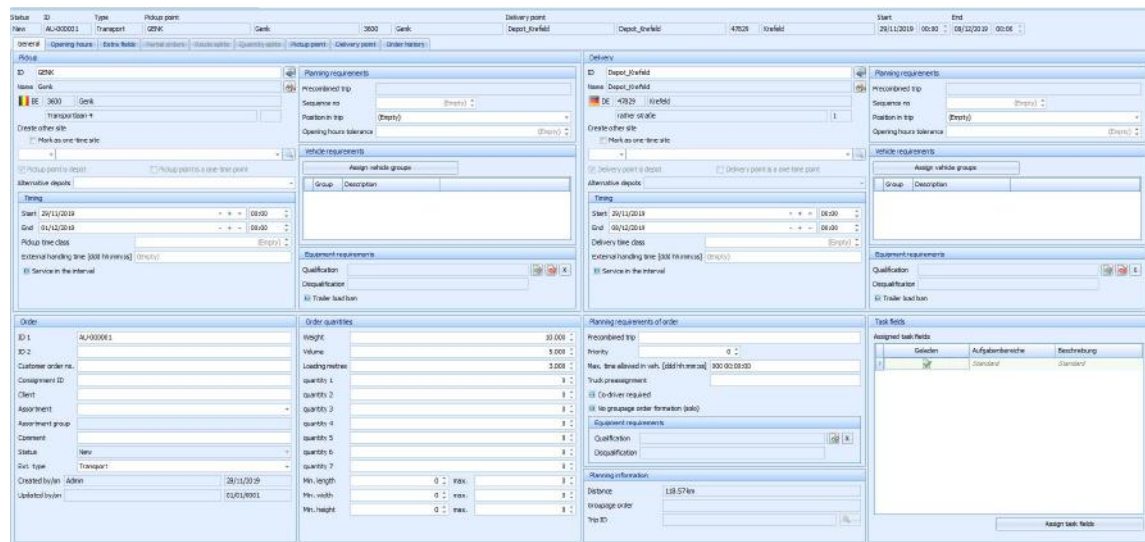 Status ID Type Pickup point Delivery point Start End
New AU-000001 Transport GENK Genk 3600 Genk Depot_Krefeld Depot_Krefeld 47829 Krefeld 29/11/2019 00:00 08/12/2019 00:00
General Opening hours Extra fields Partial orders Route splits Quantity splits Pickup point Delivery point Order history
Pickup
ID GENK
Name Genk
BE 3600 Genk
Transportlaan 4
Create other site
Mark as one-time site
Pickup point is depot Pickup point is a one-time point
Alternative depots
Timing
Start 29/11/2019 - + - 00:00
End 01/12/2019 - + - 00:00
Pickup time class (Empty)
External handling time [ddd hh:mm:ss] (Empty)
Service in the interval
Planning requirements
Precombined trip
Sequence no (Empty)
Position in trip (Empty)
Opening hours tolerance (Empty)
Vehicle requirements
Assign vehicle groups
Group Description
Equipment requirements
Qualification x
Disqualification
Trailer load ban
Delivery
ID Depot_Krefeld
Name Depot_Krefeld
DE 47829 Krefeld
rather straße 1
Create other site
Mark as one-time site
Delivery point is depot Delivery point is a one-time point
Alternative depots
Timing
Start 29/11/2019 - + - 00:00
End 08/12/2019 - + - 00:00
Delivery time class (Empty)
External handling time [ddd hh:mm:ss] (Empty)
Service in the interval
Planning requirements
Precombined trip
Sequence no (Empty)
Position in trip (Empty)
Opening hours tolerance (Empty)
Vehicle requirements
Assign vehicle groups
Group Description
Equipment requirements
Qualification x
Disqualification
Trailer load ban
Order
ID 1 AU-000001
ID 2
Customer order no.
Consignment ID
Client
Assortment
Assortment group
Comment
Status New
Ext. type Transport
Created by/on Admin 28/11/2019
Updated by/on 01/01/0001
Order quantities
Weight 10.000
Volume 5.000
Loading metres 3.000
quantity 1
quantity 2
quantity 3
quantity 4
quantity 5
quantity 6
quantity 7
Min. length 0 max.
Min. width 0 max.
Min. height 0 max.
Planning requirements of order
Precombined trip
Priority 0
Max. time allowed in veh. [ddd hh:mm:ss] 000 00:00:00
Truck preassignment
Co-driver required
No groupage order formation (solo)
Equipment requirements
Qualification x
Disqualification
Planning information
Distance 118.57 km
Groupage order
Trip ID
Task fields
Assigned task fields
Geladen Aufgabenbereiche Beschreibung
Standard Standard
Assign task fields